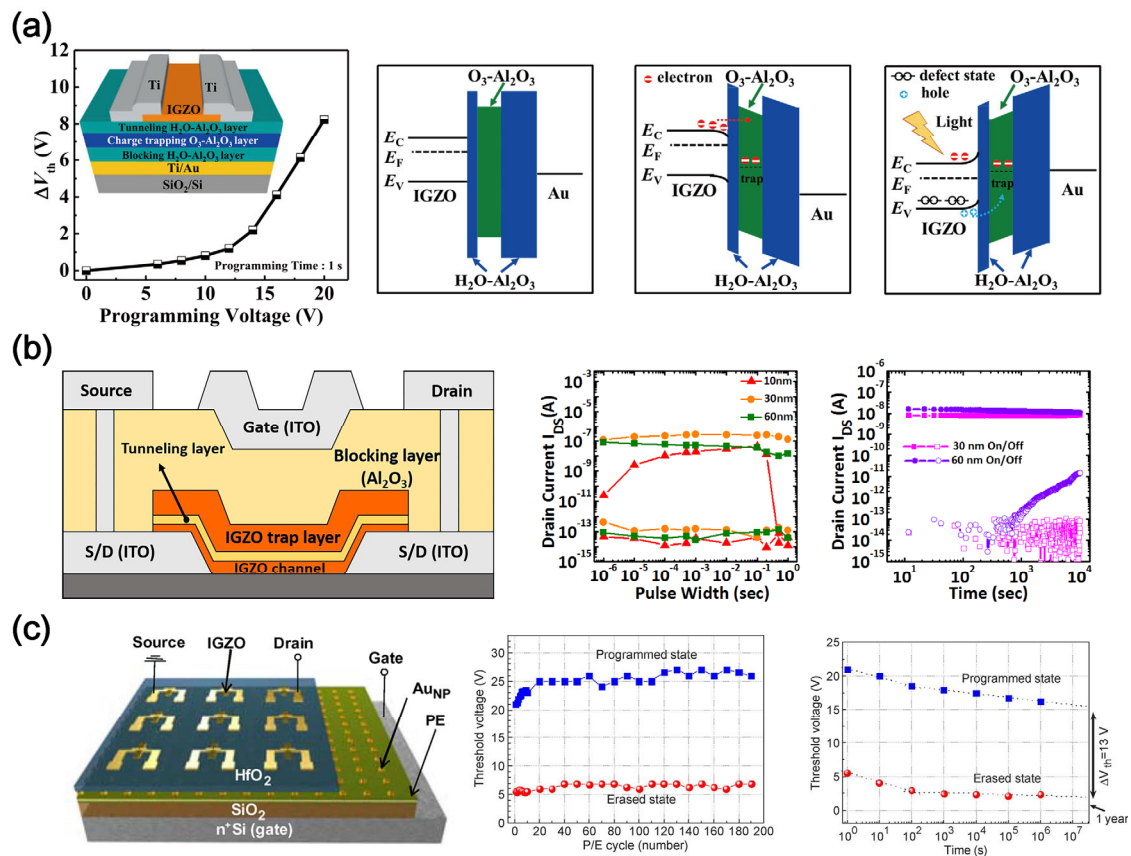 (a)
12
10
8
6
4
2
0
ΔVth (V)
0 5 10 15 20
Programming Voltage (V)
Programming Time : 1 s
Ti Ti
IGZO
Tunneling H2O-Al2O3 layer
Charge trapping O3-Al2O3 layer
Blocking H2O-Al2O3 layer
Ti/Au
SiO2/Si
O3-Al2O3
EC
EF
EV
IGZO
Au
H2O-Al2O3
electron
O3-Al2O3
EC
EF
EV
IGZO
trap
Au
H2O-Al2O3
defect state
O3-Al2O3
hole
Light
EC
EF
EV
IGZO
trap
Au
H2O-Al2O3
(b)
Source
Drain
Gate (ITO)
Tunneling layer
Blocking layer
(Al2O3)
IGZO trap layer
S/D (ITO)
S/D (ITO)
IGZO channel
Drain Current IDS (A)
10-3
10-5
10-7
10-9
10-11
10-13
10-15
10nm
30nm
60nm
10-6 10-5 10-4 10-3 10-2 10-1 100
Pulse Width (sec)
Drain Current IDS (A)
10-6
10-7
10-8
10-9
10-10
10-11
10-12
10-13
10-14
10-15
30 nm On/Off
60 nm On/Off
101 102 103 104
Time (sec)
(c)
Source
IGZO
Drain
Gate
AuNP
PE
HfO2
SiO2
n+Si (gate)
Threshold voltage (V)
30
25
20
15
10
5
0
Programmed state
Erased state
0 20 40 60 80 100 120 140 160 180 200
P/E cycle (number)
Threshold voltage (V)
25
20
15
10
5
0
Programmed state
Erased state
ΔVth=13 V
1 year
100 101 102 103 104 105 106 107
Time (s)